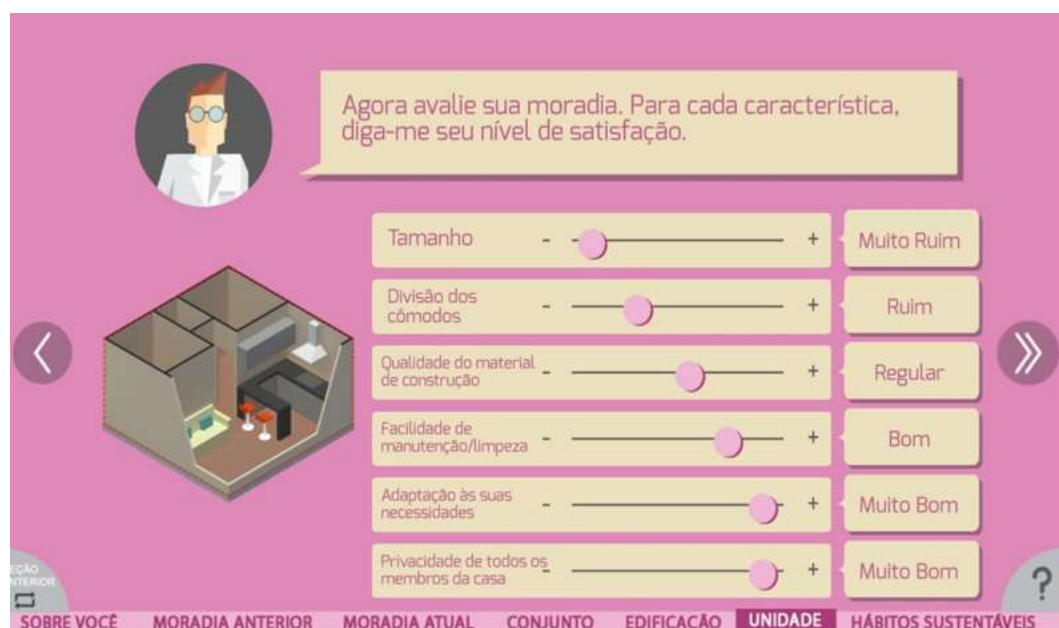 Agora avalie sua moradia. Para cada característica,
diga-me seu nível de satisfação.
Tamanho - + Muito Ruim
Divisão dos
cômodos - + Ruim
Qualidade do material
de construção - + Regular
Facilidade de
manutenção/limpeza - + Bom
Adaptação às suas
necessidades - + Muito Bom
Privacidade de todos os
membros da casa - + Muito Bom
EÇÃO
NTERIOR
?
SOBRE VOCÊ MORADIA ANTERIOR MORADIA ATUAL CONJUNTO EDIFICAÇÃO UNIDADE HÁBITOS SUSTENTÁVEIS